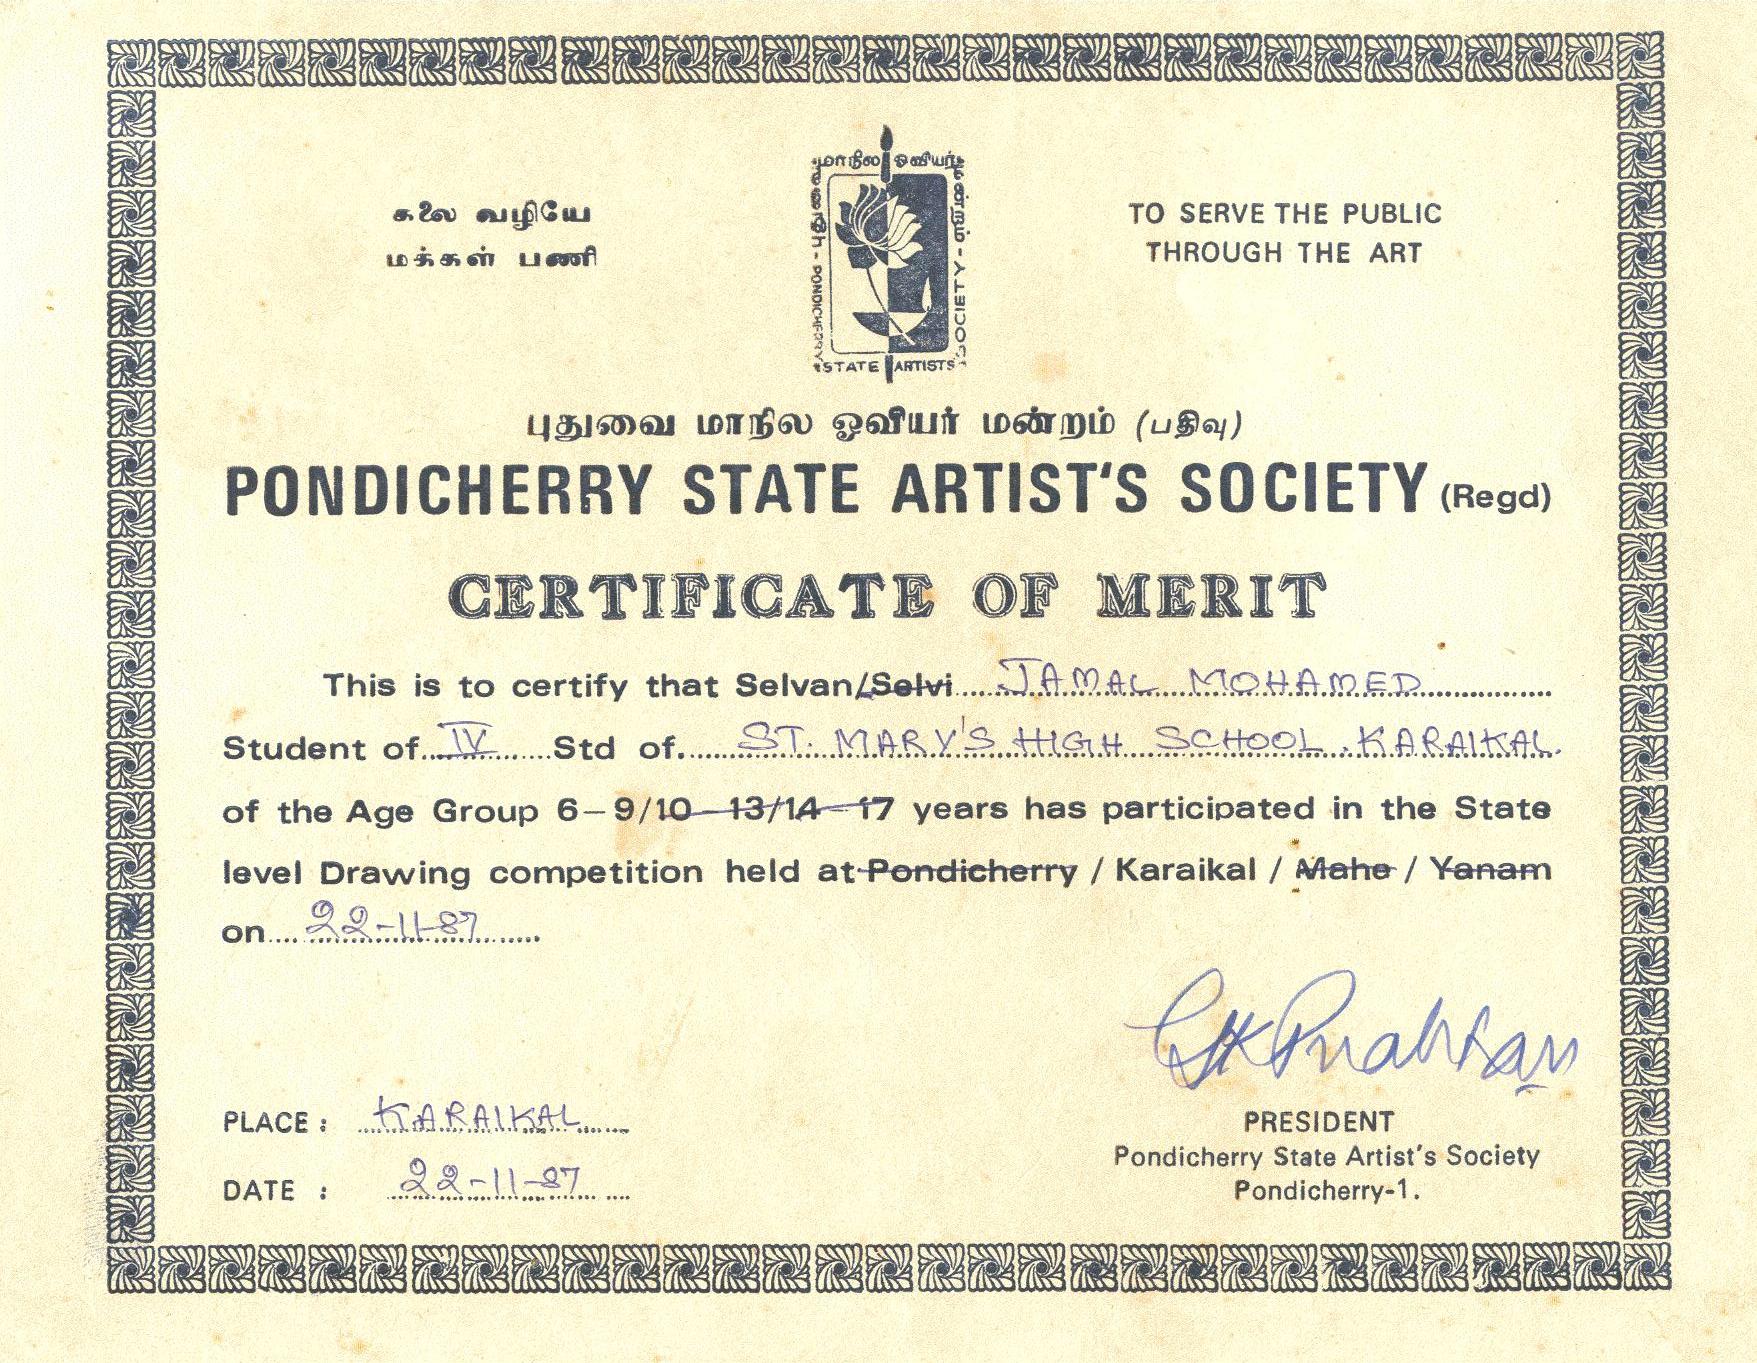 கலை வழியே
மக்கள் பணி
மாநில ஓவியர்
PONDICHERRY
STATE ARTISTS
SOCIETY
TO SERVE THE PUBLIC
THROUGH THE ART
புதுவை மாநில ஓவியர் மன்றம் (பதிவு)
PONDICHERRY STATE ARTIST'S SOCIETY (Regd)
CERTIFICATE OF MERIT
This is to certify that Selvan/Selvi JAMAL MOHAMED
Student of IV Std of ST. MARY'S HIGH SCHOOL. KARAIKAL.
of the Age Group 6-9/10-13/14-17 years has participated in the State
level Drawing competition held at Pondicherry / Karaikal / Mahe / Yanam
on 22-11-87
PLACE : KARAIKAL
DATE : 22-11-87
PRESIDENT
Pondicherry State Artist's Society
Pondicherry-1.